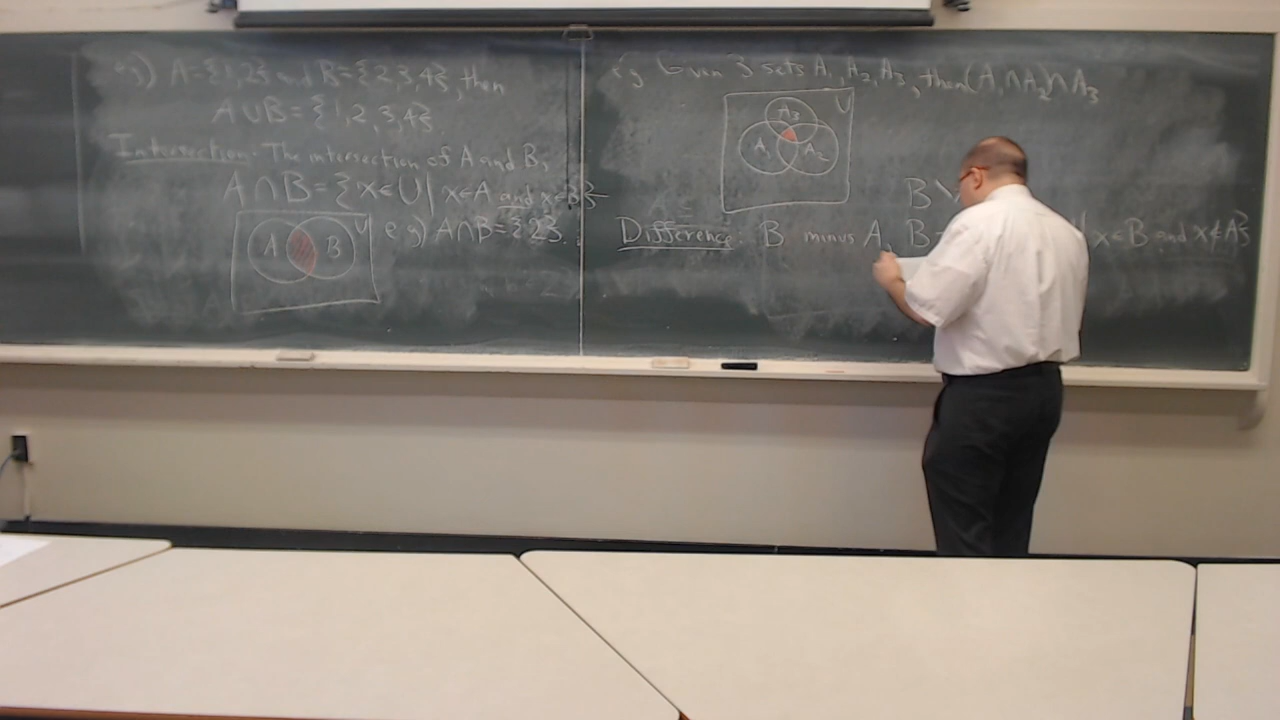 e.g) A={1,2} and B={2,3,4}, then
A∪B={1,2,3,4}.
Intersection: The intersection of A and B,
A∩B={x∈U|x∈A and x∈B}
A B U e.g) A∩B={2}.
e.g Given 3 sets A1, A2, A3, then (A1∩A2)∩A3
U
A3
A1 A2
B\
Difference: B minus A, B- |x∈B and x∉A}